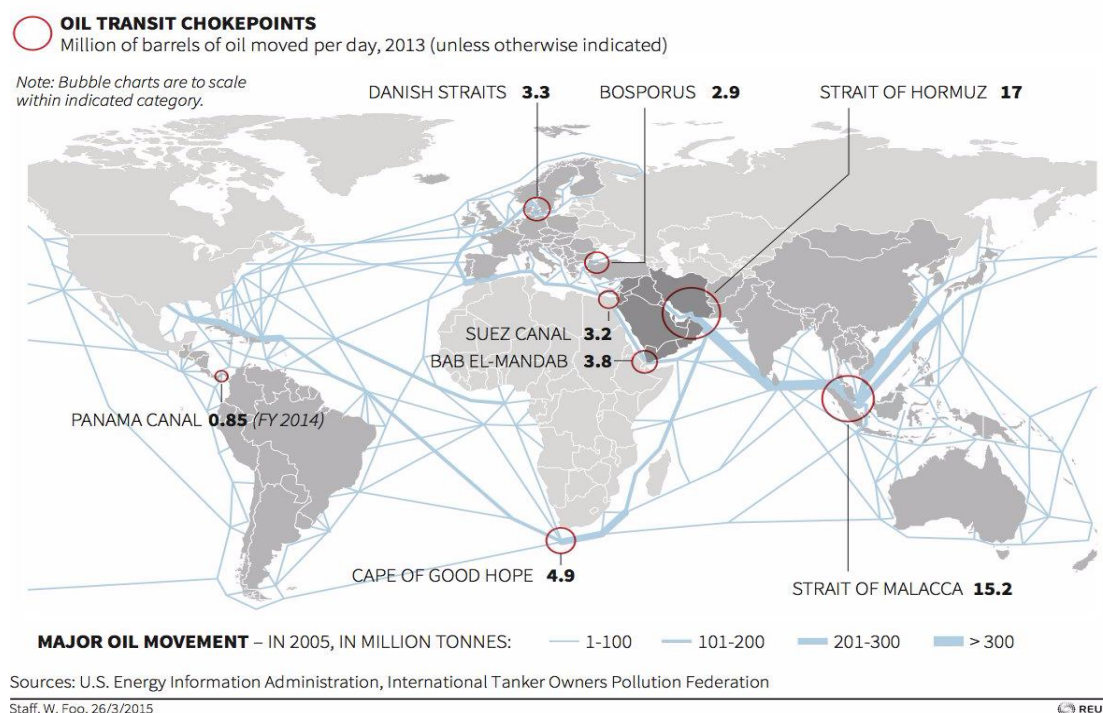 OIL TRANSIT CHOKEPOINTS
Million of barrels of oil moved per day, 2013 (unless otherwise indicated)
Note: Bubble charts are to scale
within indicated category.
DANISH STRAITS 3.3
BOSPORUS 2.9
STRAIT OF HORMUZ 17
SUEZ CANAL 3.2
BAB EL-MANDAB 3.8
PANAMA CANAL 0.85 (FY 2014)
CAPE OF GOOD HOPE 4.9
STRAIT OF MALACCA 15.2
MAJOR OIL MOVEMENT – IN 2005, IN MILLION TONNES: 1-100 101-200 201-300 > 300
Sources: U.S. Energy Information Administration, International Tanker Owners Pollution Federation
Staff, W. Foo, 26/3/2015
REU